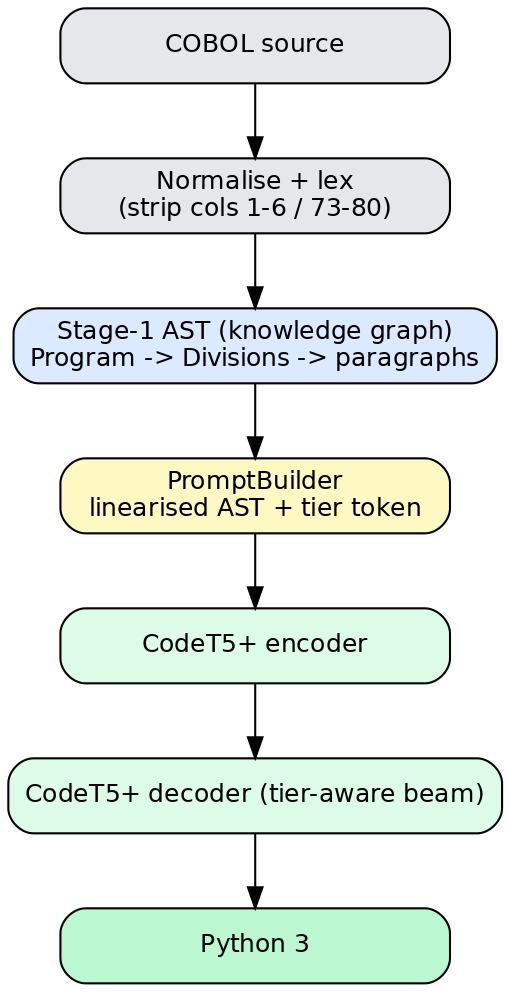 COBOL source
Normalise + lex
(strip cols 1-6 / 73-80)
Stage-1 AST (knowledge graph)
Program -> Divisions -> paragraphs
PromptBuilder
linearised AST + tier token
CodeT5+ encoder
CodeT5+ decoder (tier-aware beam)
Python 3